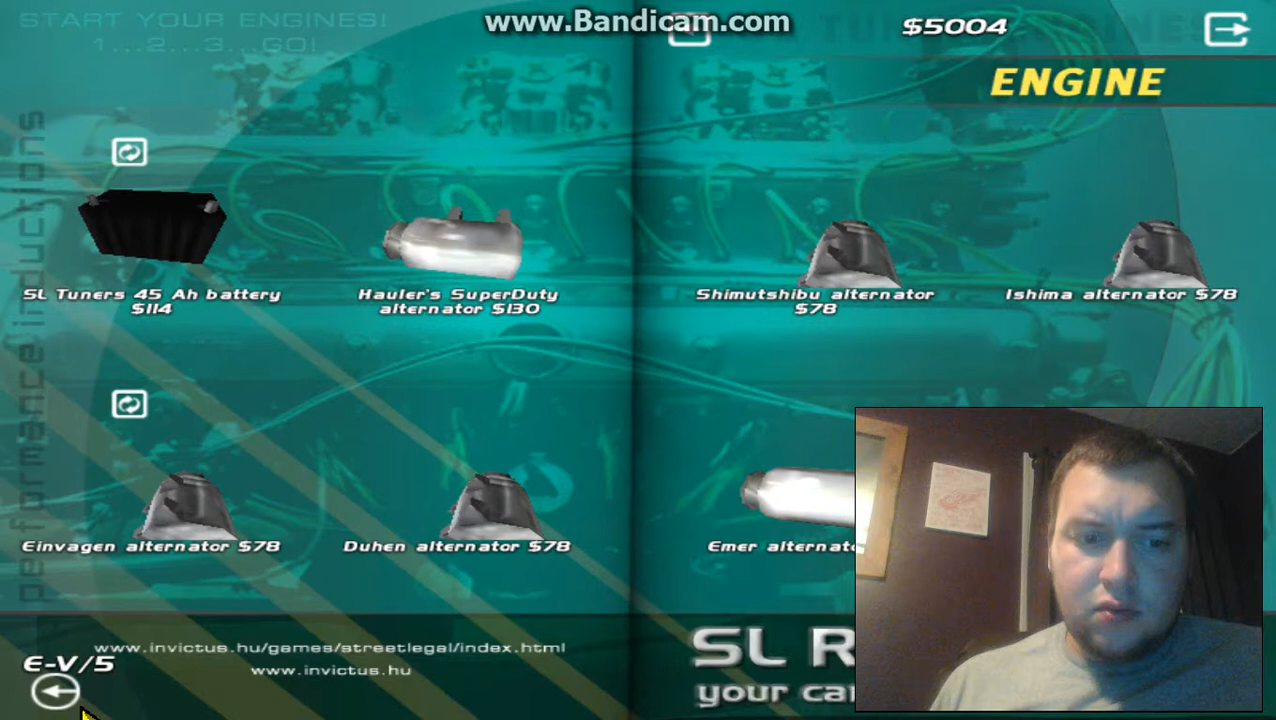 START YOUR ENGINES!
1...2...3...GO!
www.Bandicam.com
$5004
ENGINE
performance inductions
SL Tuners 45 Ah battery
$114
Hauler's SuperDuty
alternator $130
Shimutshibu alternator
$78
Ishima alternator $78
Einvagen alternator $78
Duhen alternator $78
Emer
www.invictus.hu/games/streetlegal/index.html
www.invictus.hu
E-V/5
SL
your